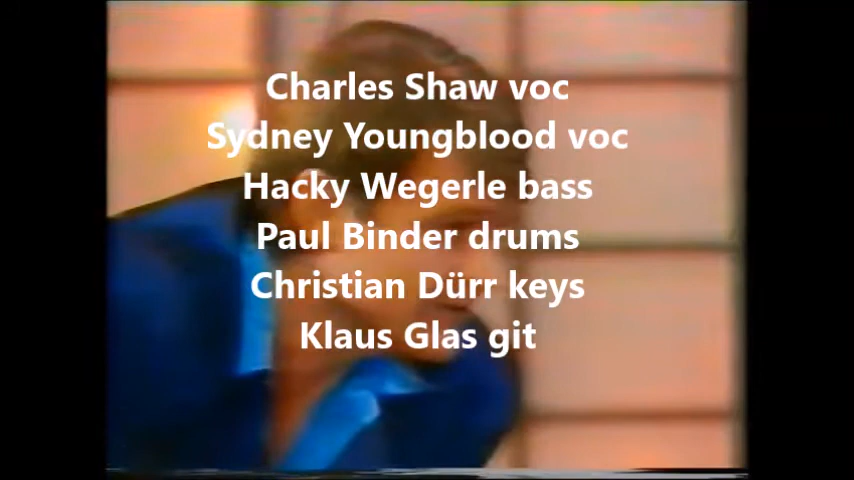 Charles Shaw voc
Sydney Youngblood voc
Hacky Wegerle bass
Paul Binder drums
Christian Dürr keys
Klaus Glas git